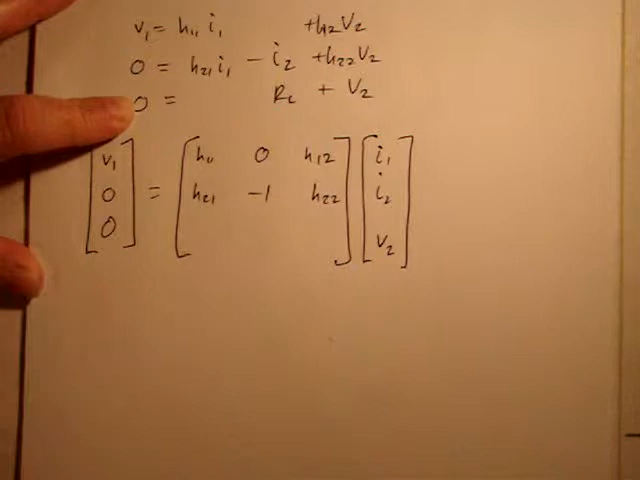 v₁ = h₁₁ i₁ + h₁₂ V₂
0 = h₂₁ i₁ - i₂ + h₂₂ V₂
0 = R_L + V₂
[v₁ 0 0] = [h₁₁ 0 h₁₂ [i₁
h₂₁ -1 h₂₂] i₂
V₂]